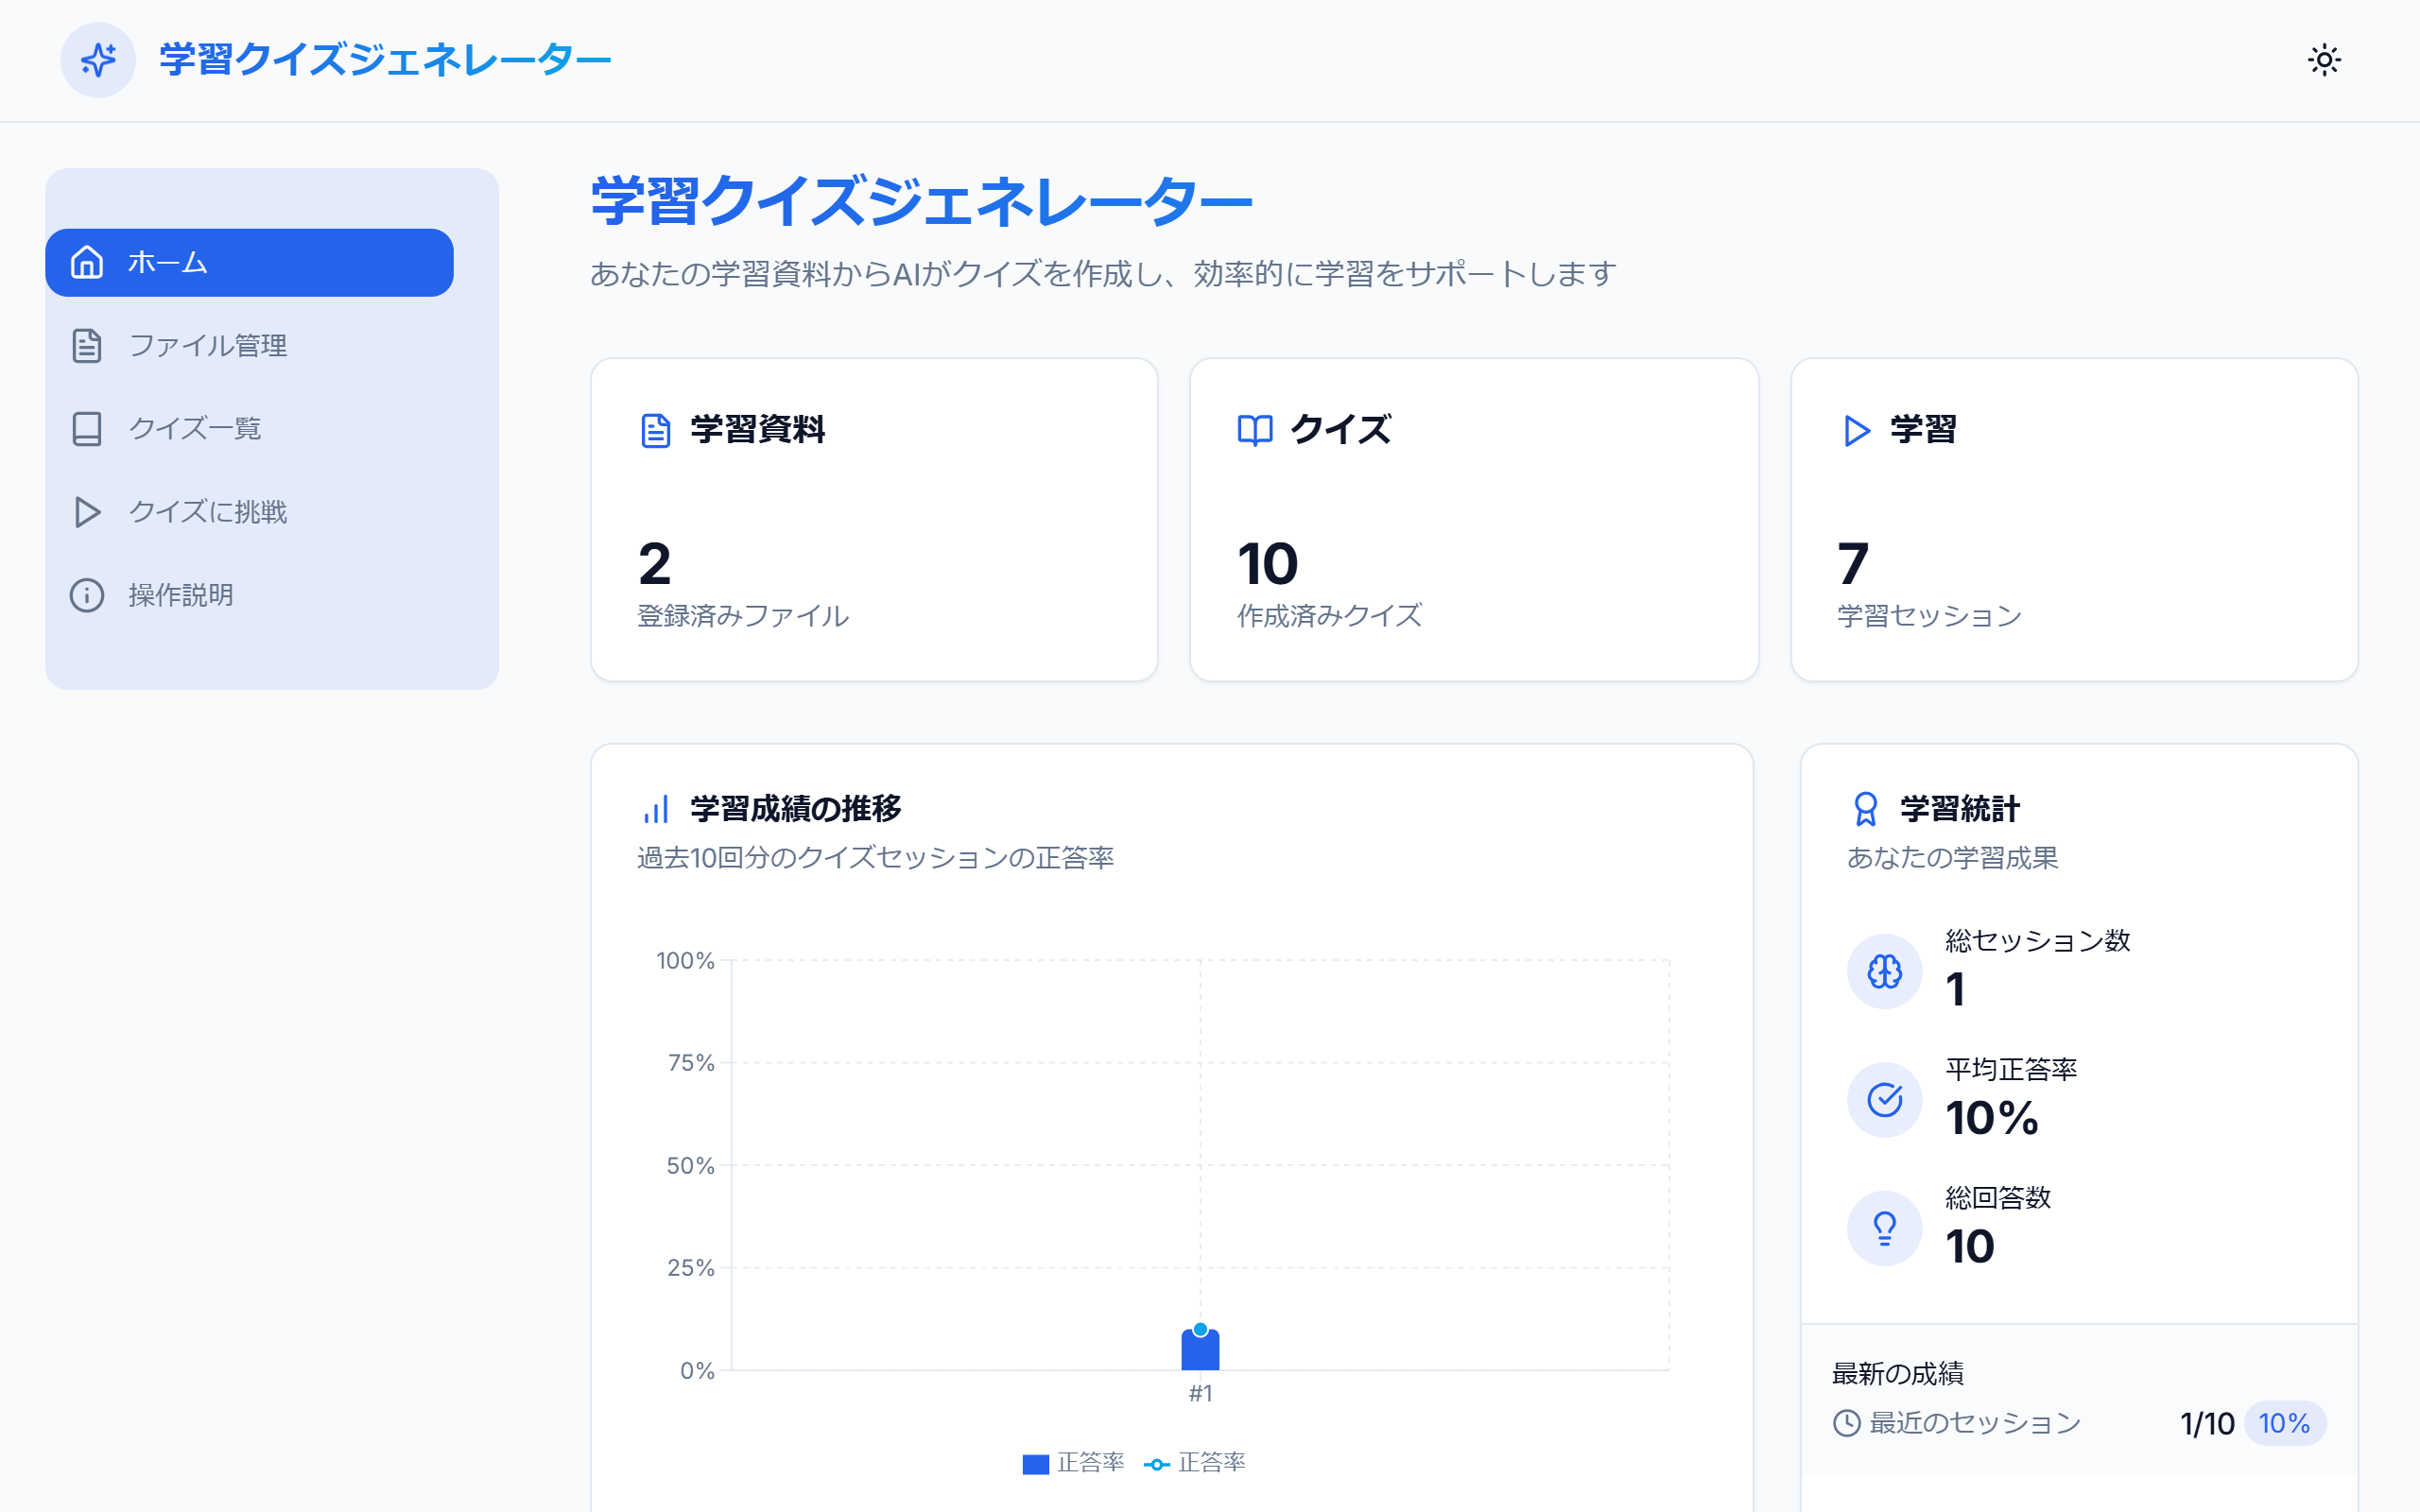 学習クイズジェネレーター
ホーム
ファイル管理
クイズ一覧
クイズに挑戦
操作説明
学習クイズジェネレーター
あなたの学習資料からAIがクイズを作成し、効率的に学習をサポートします
学習資料
2
登録済みファイル
クイズ
10
作成済みクイズ
学習
7
学習セッション
学習成績の推移
過去10回分のクイズセッションの正答率
100%
75%
50%
25%
0%
#1
正答率 正答率
学習統計
あなたの学習成果
総セッション数
1
平均正答率
10%
総回答数
10
最新の成績
最近のセッション 1/10 10%